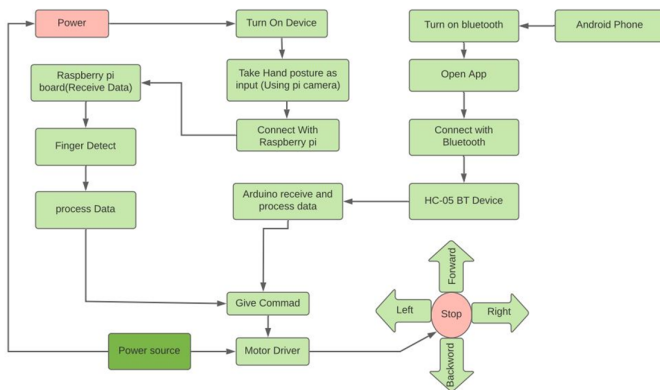 Power
Turn On Device
Turn on bluetooth
Android Phone
Raspberry pi
board(Receive Data)
Take Hand posture as
input (Using pi camera)
Open App
Finger Detect
Connect With
Raspberry pi
Connect with
Bluetooth
process Data
Arduino receive and
process data
HC-05 BT Device
Give Commad
Forward
Left
Stop
Right
Backword
Power source
Motor Driver